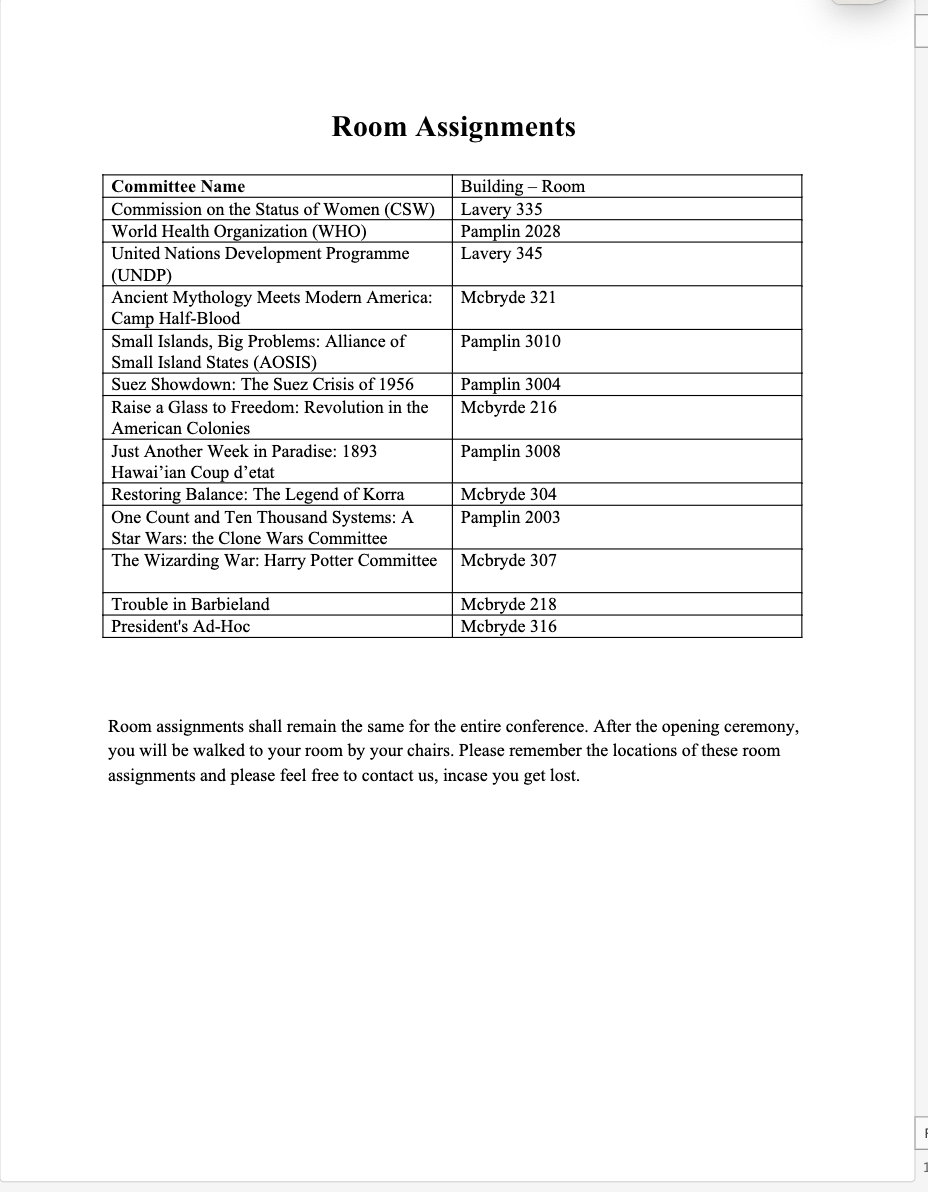 Room Assignments
Committee Name Building – Room
Commission on the Status of Women (CSW) Lavery 335
World Health Organization (WHO) Pamplin 2028
United Nations Development Programme Lavery 345
(UNDP)
Ancient Mythology Meets Modern America: Mcbryde 321
Camp Half-Blood
Small Islands, Big Problems: Alliance of Pamplin 3010
Small Island States (AOSIS)
Suez Showdown: The Suez Crisis of 1956 Pamplin 3004
Raise a Glass to Freedom: Revolution in the Mcbyrde 216
American Colonies
Just Another Week in Paradise: 1893 Pamplin 3008
Hawai’ian Coup d’etat
Restoring Balance: The Legend of Korra Mcbryde 304
One Count and Ten Thousand Systems: A Pamplin 2003
Star Wars: the Clone Wars Committee
The Wizarding War: Harry Potter Committee Mcbryde 307
Trouble in Barbieland Mcbryde 218
President's Ad-Hoc Mcbryde 316
Room assignments shall remain the same for the entire conference. After the opening ceremony,
you will be walked to your room by your chairs. Please remember the locations of these room
assignments and please feel free to contact us, incase you get lost.